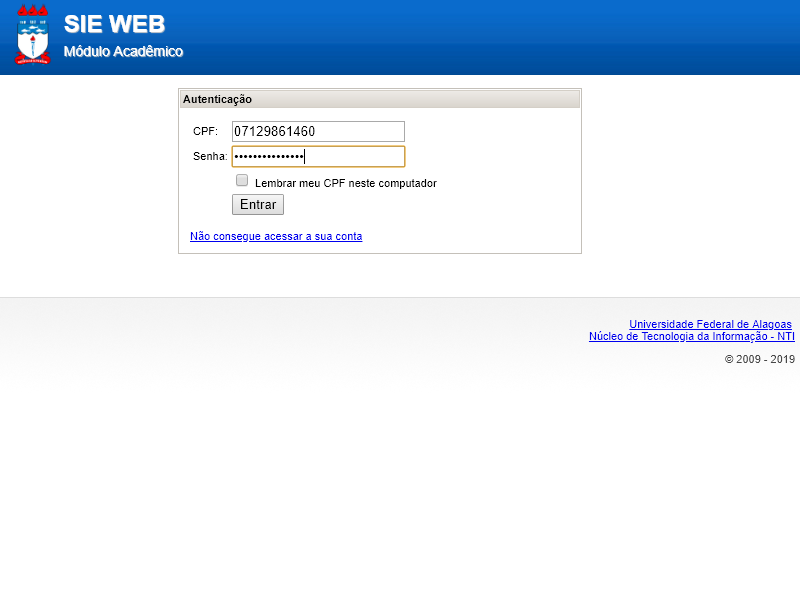 SIE WEB
Módulo Acadêmico
Autenticação
CPF: 07129861460
Senha: •••••••••••••••
Lembrar meu CPF neste computador
Entrar
Não consegue acessar a sua conta
Universidade Federal de Alagoas
Núcleo de Tecnologia da Informação - NTI
© 2009 - 2019